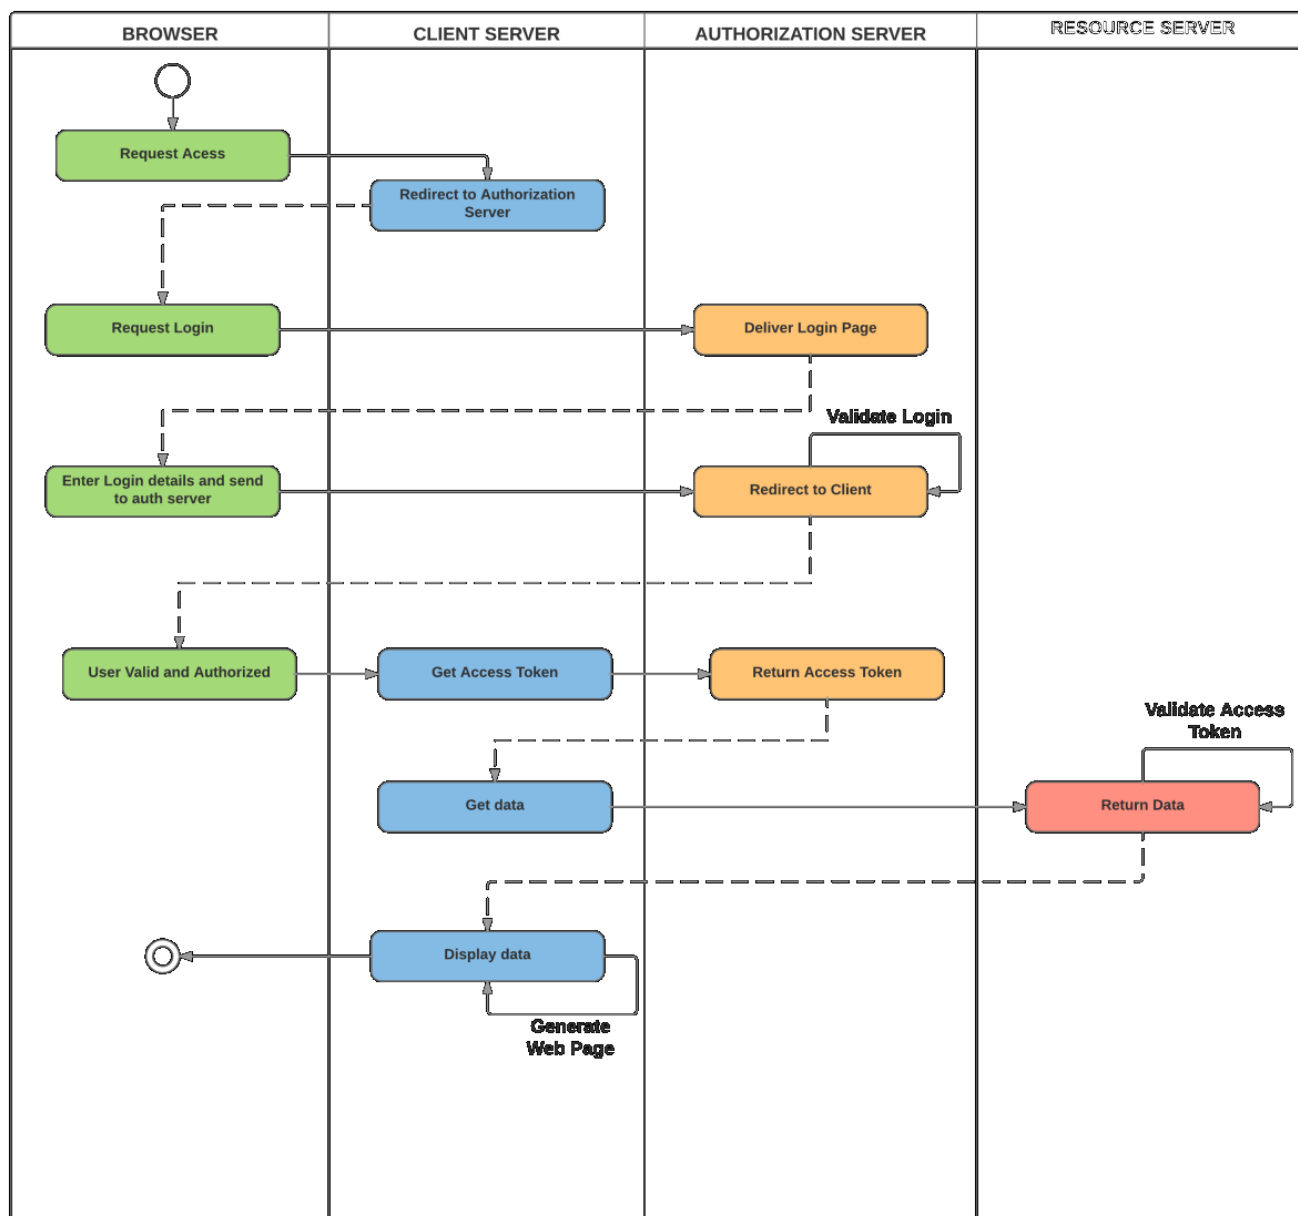 BROWSER
CLIENT SERVER
AUTHORIZATION SERVER
RESOURCE SERVER
Request Acess
Redirect to Authorization
Server
Request Login
Deliver Login Page
Validate Login
Enter Login details and send
to auth server
Redirect to Client
User Valid and Authorized
Get Access Token
Return Access Token
Validate Access
Token
Get data
Return Data
Display data
Generate
Web Page